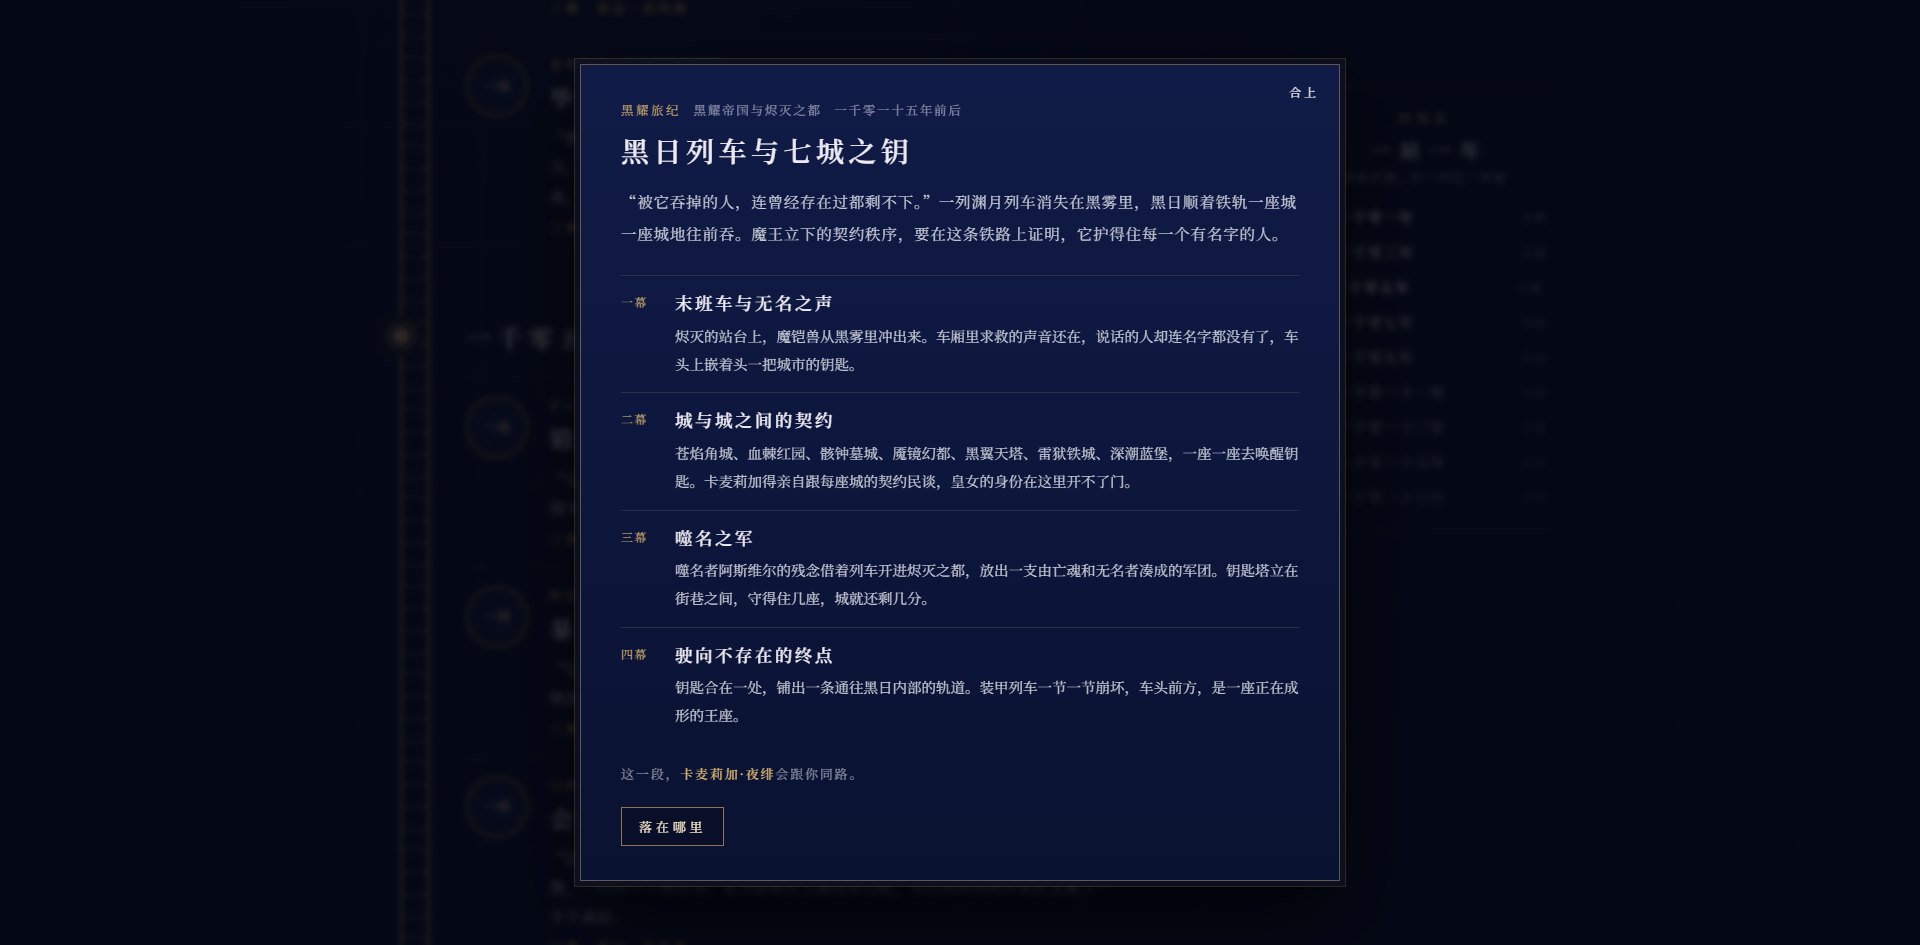 合上
黑耀旅纪 黑耀帝国与烬灭之都 一千零一十五年前后
黑日列车与七城之钥
“被它吞掉的人，连曾经存在过都剩不下。”一列渊月列车消失在黑雾里，黑日顺着铁轨一座城
一座城地往前吞。魔王立下的契约秩序，要在这条铁路上证明，它护得住每一个有名字的人。
一幕 末班车与无名之声
烬灭的站台上，魔铠兽从黑雾里冲出来。车厢里求救的声音还在，说话的人却连名字都没有了，车
头上嵌着头一把城市的钥匙。
二幕 城与城之间的契约
苍焰角城、血棘红园、骸钟墓城、魇镜幻都、黑翼天塔、雷狱铁城、深潮蓝堡，一座一座去唤醒钥
匙。卡麦莉加得亲自跟每座城的契约民谈，皇女的身份在这里开不了门。
三幕 噬名之军
噬名者阿斯维尔的残念借着列车开进烬灭之都，放出一支由亡魂和无名者凑成的军团。钥匙塔立在
街巷之间，守得住几座，城就还剩几分。
四幕 驶向不存在的终点
钥匙合在一处，铺出一条通往黑日内部的轨道。装甲列车一节一节崩坏，车头前方，是一座正在成
形的王座。
这一段，卡麦莉加·夜绯会跟你同路。
落在哪里